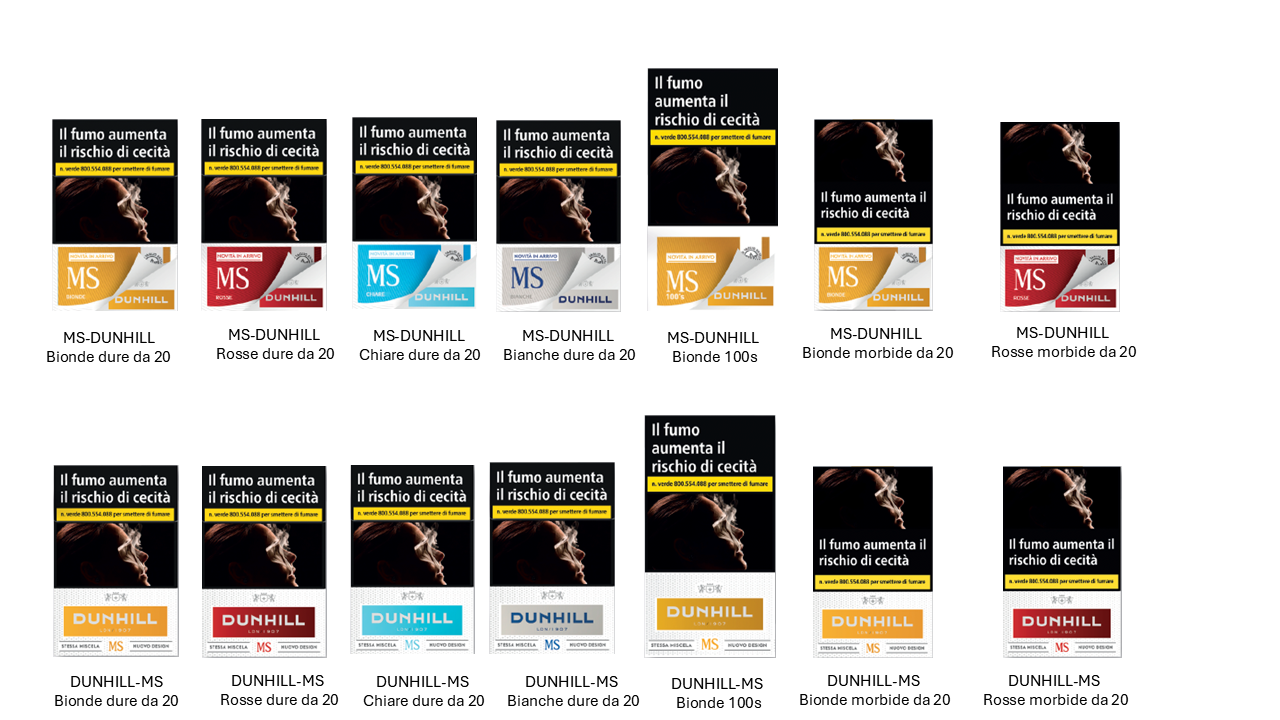 Il fumo aumenta
il rischio di cecità
n. verde 800.554.088 per smettere di fumare
NOVITÀ IN ARRIVO
MS
BIONDE
DUNHILL
MS-DUNHILL
Bionde dure da 20
Il fumo aumenta
il rischio di cecità
n. verde 800.554.088 per smettere di fumare
NOVITÀ IN ARRIVO
MS
ROSSE
DUNHILL
MS-DUNHILL
Rosse dure da 20
Il fumo aumenta
il rischio di cecità
n. verde 800.554.088 per smettere di fumare
NOVITÀ IN ARRIVO
MS
CHIARE
DUNHILL
MS-DUNHILL
Chiare dure da 20
Il fumo aumenta
il rischio di cecità
n. verde 800.554.088 per smettere di fumare
NOVITÀ IN ARRIVO
MS
BIANCHE
DUNHILL
MS-DUNHILL
Bianche dure da 20
Il fumo
aumenta il
rischio di cecità
n. verde 800.554.088 per smettere di fumare
NOVITÀ IN ARRIVO
MS
100's
DUNHILL
MS-DUNHILL
Bionde 100s
Il fumo aumenta il
rischio di cecità
n. verde 800.554.088 per smettere di fumare
NOVITÀ IN ARRIVO
MS
BIONDE
DUNHILL
MS-DUNHILL
Bionde morbide da 20
Il fumo aumenta il
rischio di cecità
n. verde 800.554.088 per smettere di fumare
NOVITÀ IN ARRIVO
MS
ROSSE
DUNHILL
MS-DUNHILL
Rosse morbide da 20
Il fumo aumenta
il rischio di cecità
n. verde 800.554.088 per smettere di fumare
DUNHILL
LON 1907
STESSA MISCELA MS NUOVO DESIGN
DUNHILL-MS
Bionde dure da 20
Il fumo aumenta
il rischio di cecità
n. verde 800.554.088 per smettere di fumare
DUNHILL
LON 1907
STESSA MISCELA MS NUOVO DESIGN
DUNHILL-MS
Rosse dure da 20
Il fumo aumenta
il rischio di cecità
n. verde 800.554.088 per smettere di fumare
DUNHILL
LON 1907
STESSA MISCELA MS NUOVO DESIGN
DUNHILL-MS
Chiare dure da 20
Il fumo aumenta
il rischio di cecità
n. verde 800.554.088 per smettere di fumare
DUNHILL
LON 1907
STESSA MISCELA MS NUOVO DESIGN
DUNHILL-MS
Bianche dure da 20
Il fumo
aumenta il
rischio di cecità
n. verde 800.554.088 per smettere di fumare
DUNHILL
LON 1907
STESSA MISCELA MS NUOVO DESIGN
DUNHILL-MS
Bionde 100s
Il fumo aumenta il
rischio di cecità
n. verde 800.554.088 per smettere di fumare
DUNHILL
LON 1907
STESSA MISCELA MS NUOVO DESIGN
DUNHILL-MS
Bionde morbide da 20
Il fumo aumenta il
rischio di cecità
n. verde 800.554.088 per smettere di fumare
DUNHILL
LON 1907
STESSA MISCELA MS NUOVO DESIGN
DUNHILL-MS
Rosse morbide da 20